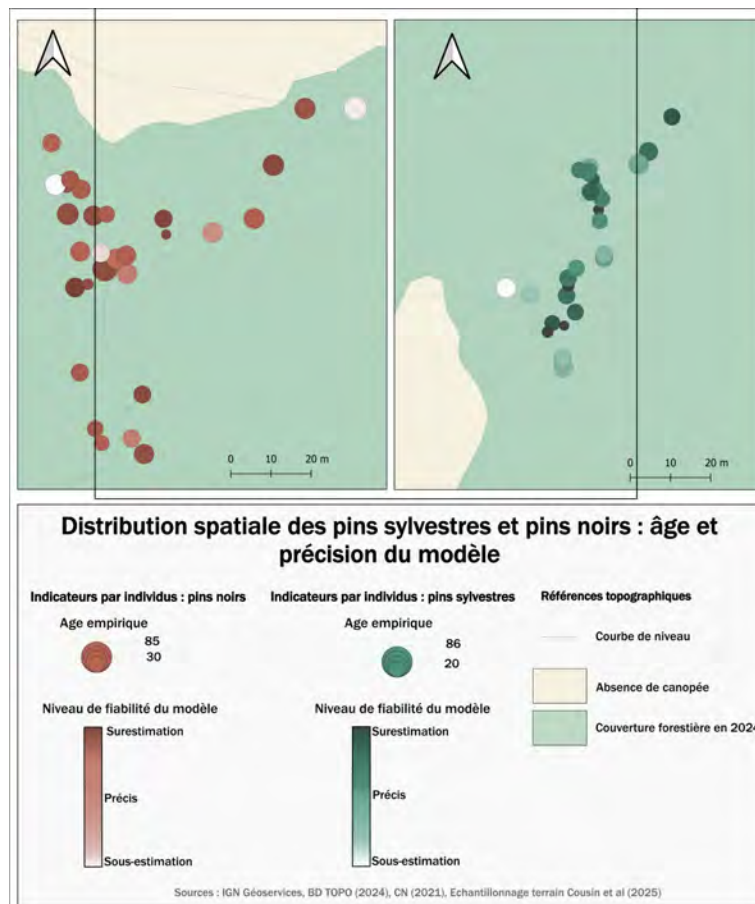 0 10 20 m
0 10 20 m
Distribution spatiale des pins sylvestres et pins noirs : âge et
précision du modèle
Indicateurs par individus : pins noirs
Age empirique
85
30
Niveau de fiabilité du modèle
Surestimation
Précis
Sous-estimation
Indicateurs par individus : pins sylvestres
Age empirique
86
20
Niveau de fiabilité du modèle
Surestimation
Précis
Sous-estimation
Références topographiques
Courbe de niveau
Absence de canopée
Couverture forestière en 2024
Sources : IGN Géoservices, BD TOPO (2024), CN (2021), Echantillonnage terrain Cousin et al (2025)